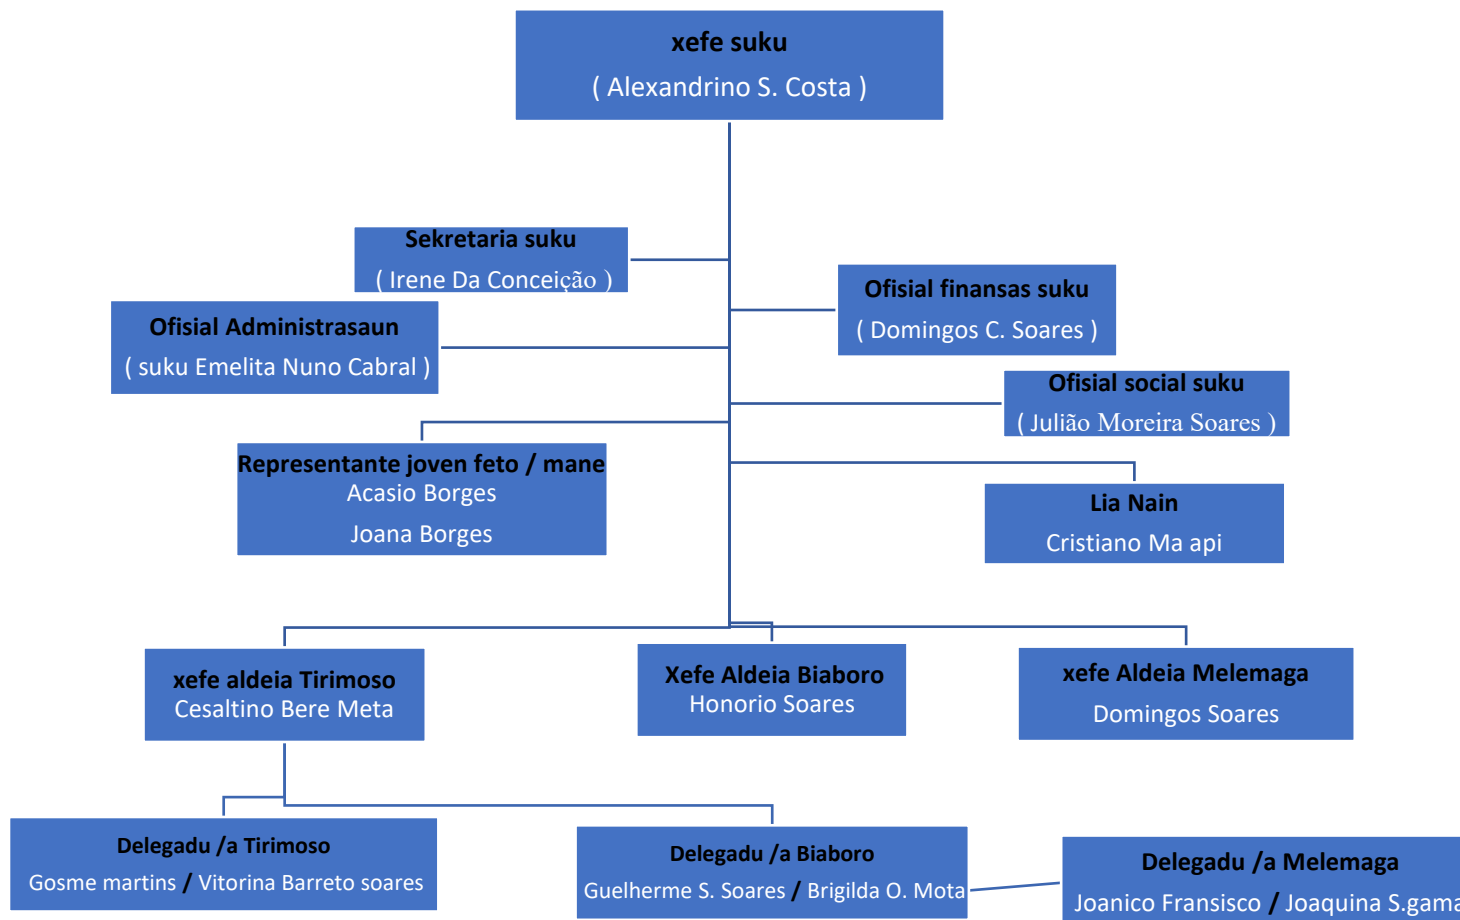 xefe suku
( Alexandrino S. Costa )
Sekretaria suku
( Irene Da Conceição )
Ofisial finansas suku
( Domingos C. Soares )
Ofisial Administrasaun
( suku Emelita Nuno Cabral )
Ofisial social suku
( Julião Moreira Soares )
Representante joven feto / mane
Acasio Borges
Joana Borges
Lia Nain
Cristiano Ma api
xefe aldeia Tirimoso
Cesaltino Bere Meta
Xefe Aldeia Biaboro
Honorio Soares
xefe Aldeia Melemaga
Domingos Soares
Delegadu /a Tirimoso
Gosme martins / Vitorina Barreto soares
Delegadu /a Biaboro
Guelherme S. Soares / Brigilda O. Mota
Delegadu /a Melemaga
Joanico Fransisco / Joaquina S.gama